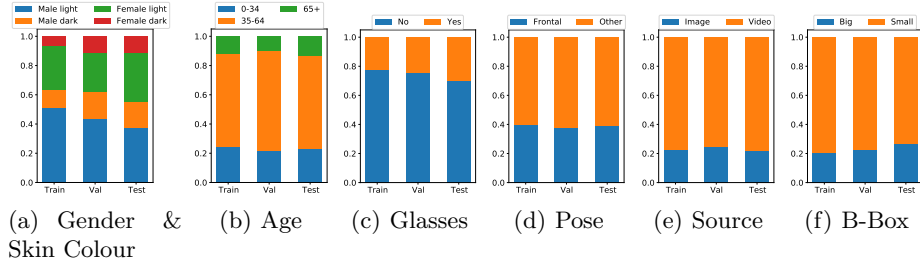 Male light Female light
Male dark Female dark
1.0
0.8
0.6
0.4
0.2
0.0
Train Val Test
(a) Gender &
Skin Colour
0-34 65+
35-64
1.0
0.8
0.6
0.4
0.2
0.0
Train Val Test
(b) Age
No Yes
1.0
0.8
0.6
0.4
0.2
0.0
Train Val Test
(c) Glasses
Frontal Other
1.0
0.8
0.6
0.4
0.2
0.0
Train Val Test
(d) Pose
Image Video
1.0
0.8
0.6
0.4
0.2
0.0
Train Val Test
(e) Source
Big Small
1.0
0.8
0.6
0.4
0.2
0.0
Train Val Test
(f) B-Box